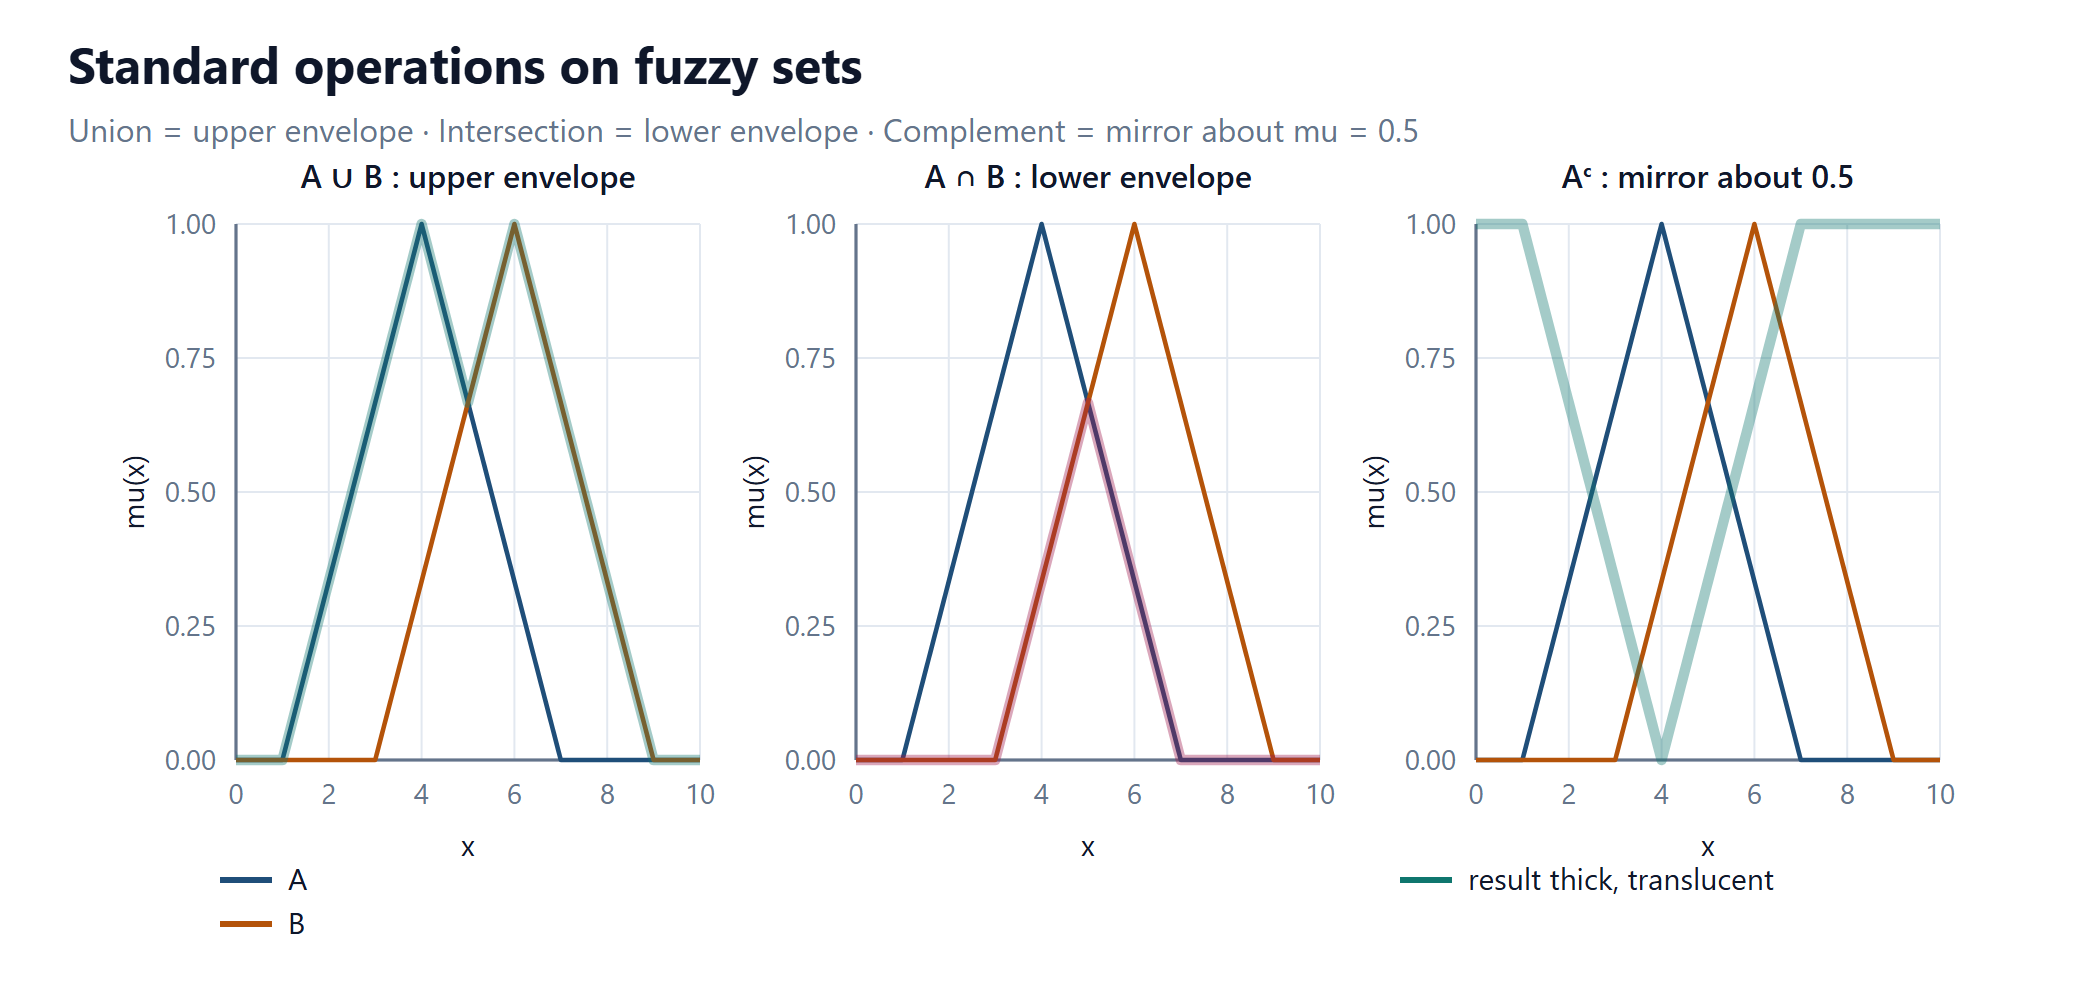 Standard operations on fuzzy sets
Union = upper envelope · Intersection = lower envelope · Complement = mirror about mu = 0.5
A ∪ B : upper envelope
1.00
0.75
0.50
0.25
0.00
mu(x)
0 2 4 6 8 10
x
A ∩ B : lower envelope
1.00
0.75
0.50
0.25
0.00
mu(x)
0 2 4 6 8 10
x
Aᶜ : mirror about 0.5
1.00
0.75
0.50
0.25
0.00
mu(x)
0 2 4 6 8 10
x
A
B
result thick, translucent